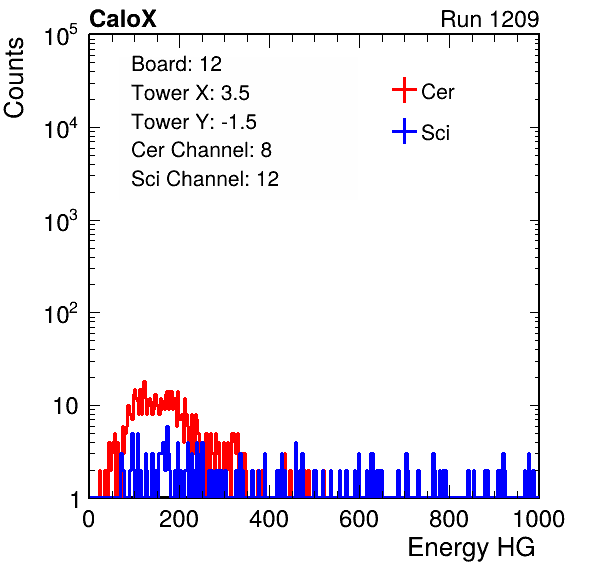 CaloX Run 1209
Counts
10^5
10^4
10^3
10^2
10
1
Board: 12
Tower X: 3.5
Tower Y: -1.5
Cer Channel: 8
Sci Channel: 12
Cer
Sci
0 200 400 600 800 1000
Energy HG